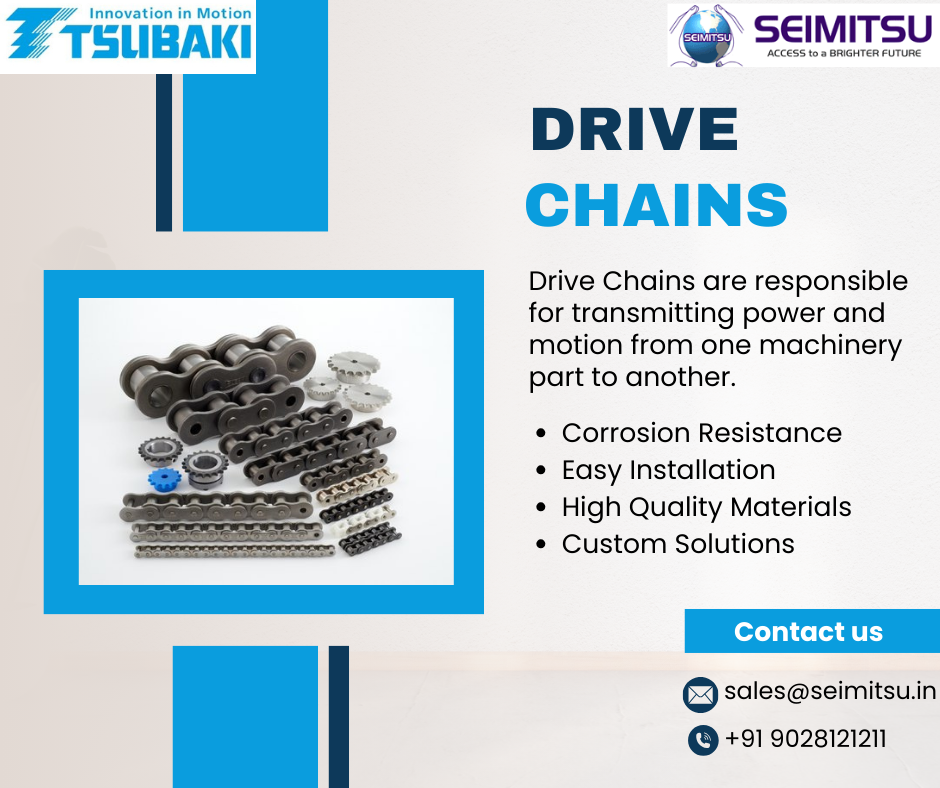 Innovation in Motion
TSUBAKI
SEIMITSU
SEIMITSU
ACCESS to a BRIGHTER FUTURE
DRIVE
CHAINS
Drive Chains are responsible
for transmitting power and
motion from one machinery
part to another.
• Corrosion Resistance
• Easy Installation
• High Quality Materials
• Custom Solutions
Contact us
sales@seimitsu.in
+91 9028121211